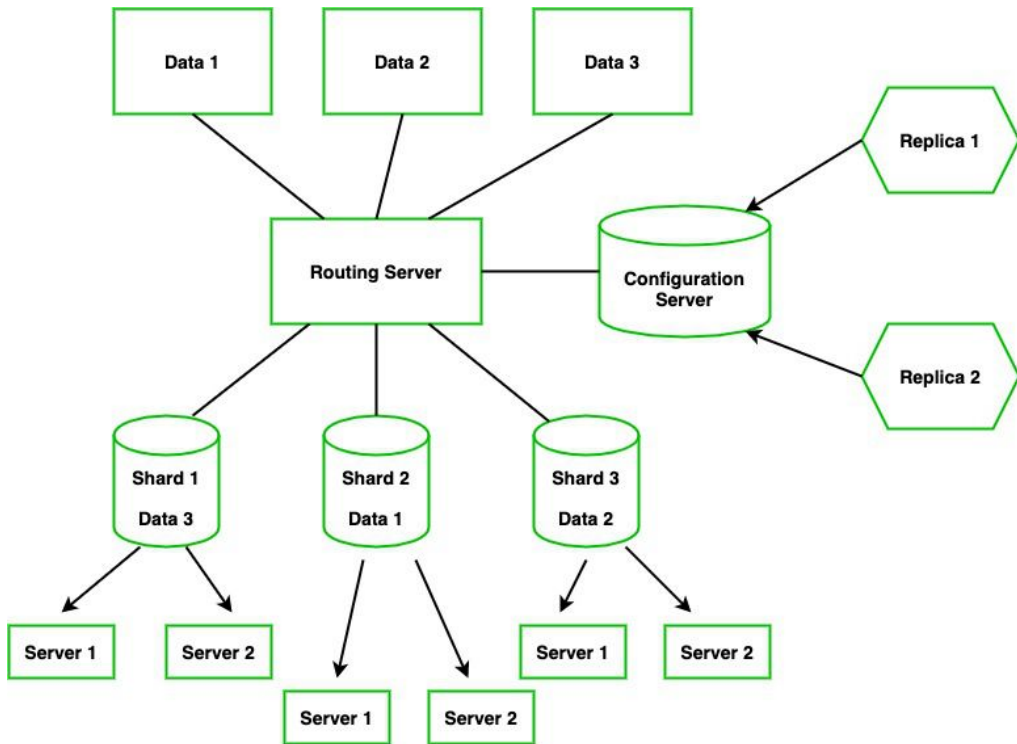 Data 1
Data 2
Data 3
Replica 1
Routing Server
Configuration
Server
Replica 2
Shard 1
Data 3
Shard 2
Data 1
Shard 3
Data 2
Server 1
Server 2
Server 1
Server 2
Server 1
Server 2